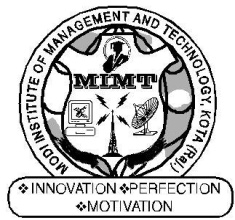 MODI INSTITUTE OF MANAGEMENT AND TECHNOLOGY, KOTA (Raj.)
MIMT
❖INNOVATION ❖PERFECTION
❖MOTIVATION